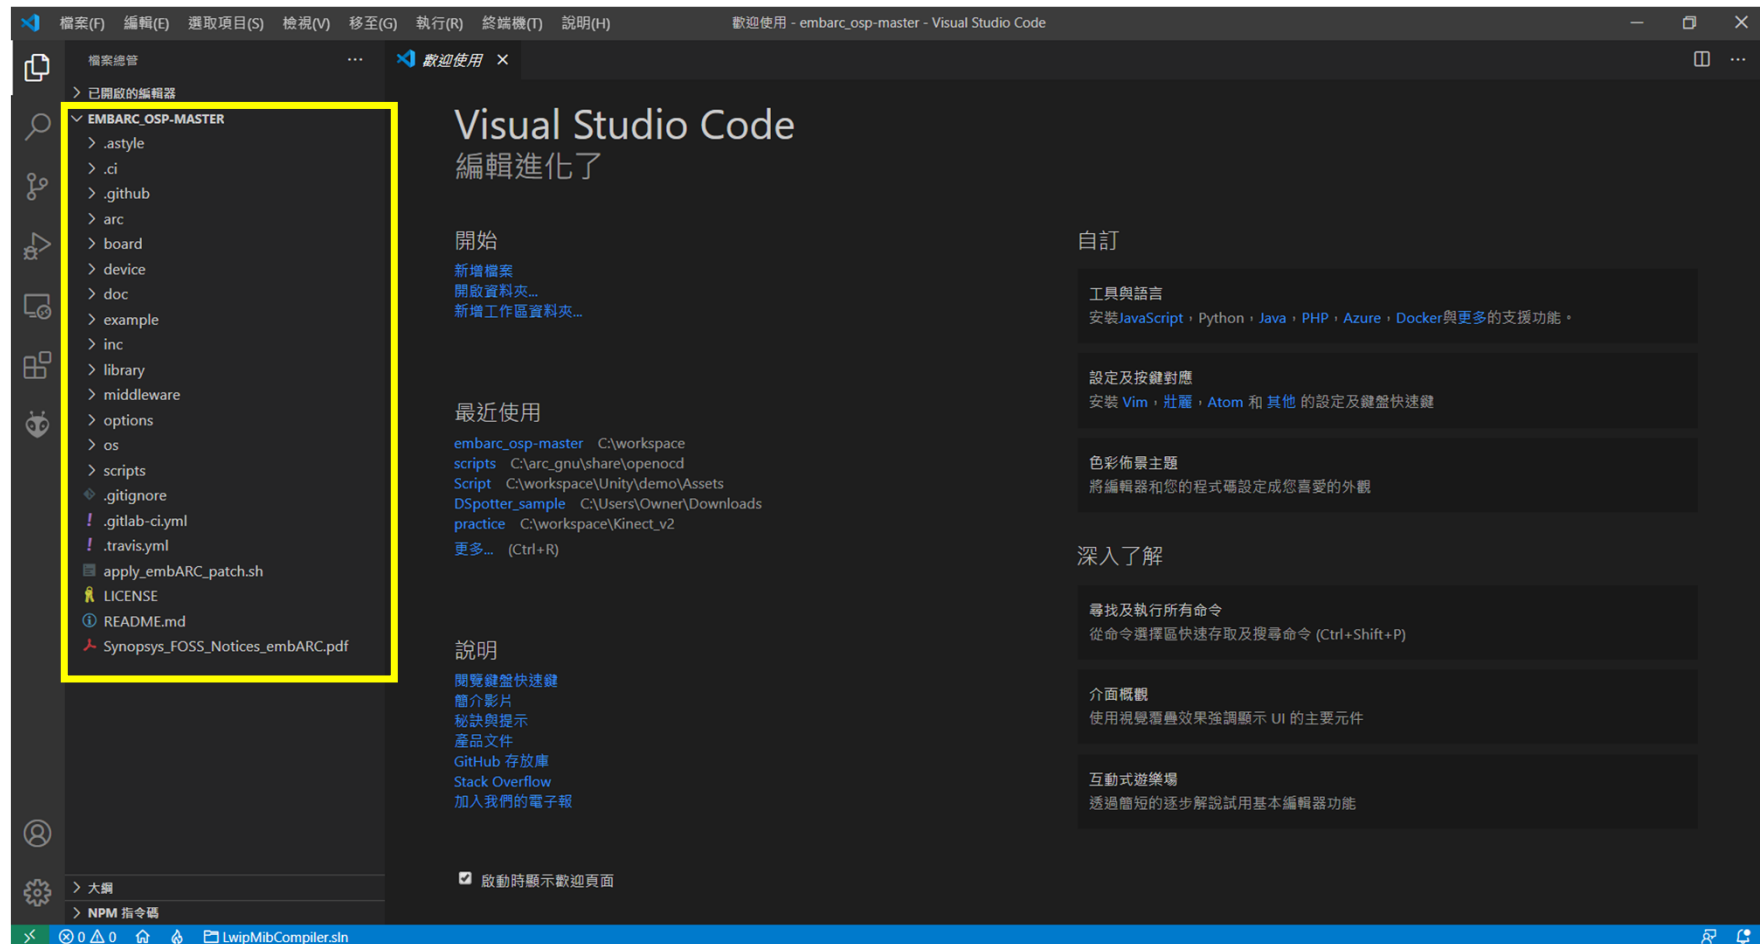 檔案(F) 編輯(E) 選取項目(S) 檢視(V) 移至(G) 執行(R) 終端機(T) 說明(H) 歡迎使用 - embarc_osp-master - Visual Studio Code
檔案總管
歡迎使用
已開啟的編輯器
EMBARC_OSP-MASTER
.astyle
.ci
.github
arc
board
device
doc
example
inc
library
middleware
options
os
scripts
.gitignore
.gitlab-ci.yml
.travis.yml
apply_embARC_patch.sh
LICENSE
README.md
Synopsys_FOSS_Notices_embARC.pdf
大綱
NPM 指令碼
Visual Studio Code
編輯進化了
開始
新增檔案
開啟資料夾...
新增工作區資料夾...
最近使用
embarc_osp-master C:\workspace
scripts C:\arc_gnu\share\openocd
Script C:\workspace\Unity\demo\Assets
DSpotter_sample C:\Users\Owner\Downloads
practice C:\workspace\Kinect_v2
更多... (Ctrl+R)
說明
閱覽鍵盤快速鍵
簡介影片
秘訣與提示
產品文件
GitHub 存放庫
Stack Overflow
加入我們的電子報
啟動時顯示歡迎頁面
自訂
工具與語言
安裝JavaScript，Python，Java，PHP，Azure，Docker與更多的支援功能。
設定及按鍵對應
安裝 Vim，壯麗，Atom 和 其他 的設定及鍵盤快速鍵
色彩佈景主題
將編輯器和您的程式碼設定成您喜愛的外觀
深入了解
尋找及執行所有命令
從命令選擇區快速存取及搜尋命令 (Ctrl+Shift+P)
介面概觀
使用視覺覆疊效果強調顯示 UI 的主要元件
互動式遊樂場
透過簡短的逐步解說試用基本編輯器功能
0 0 LwipMibCompiler.sln